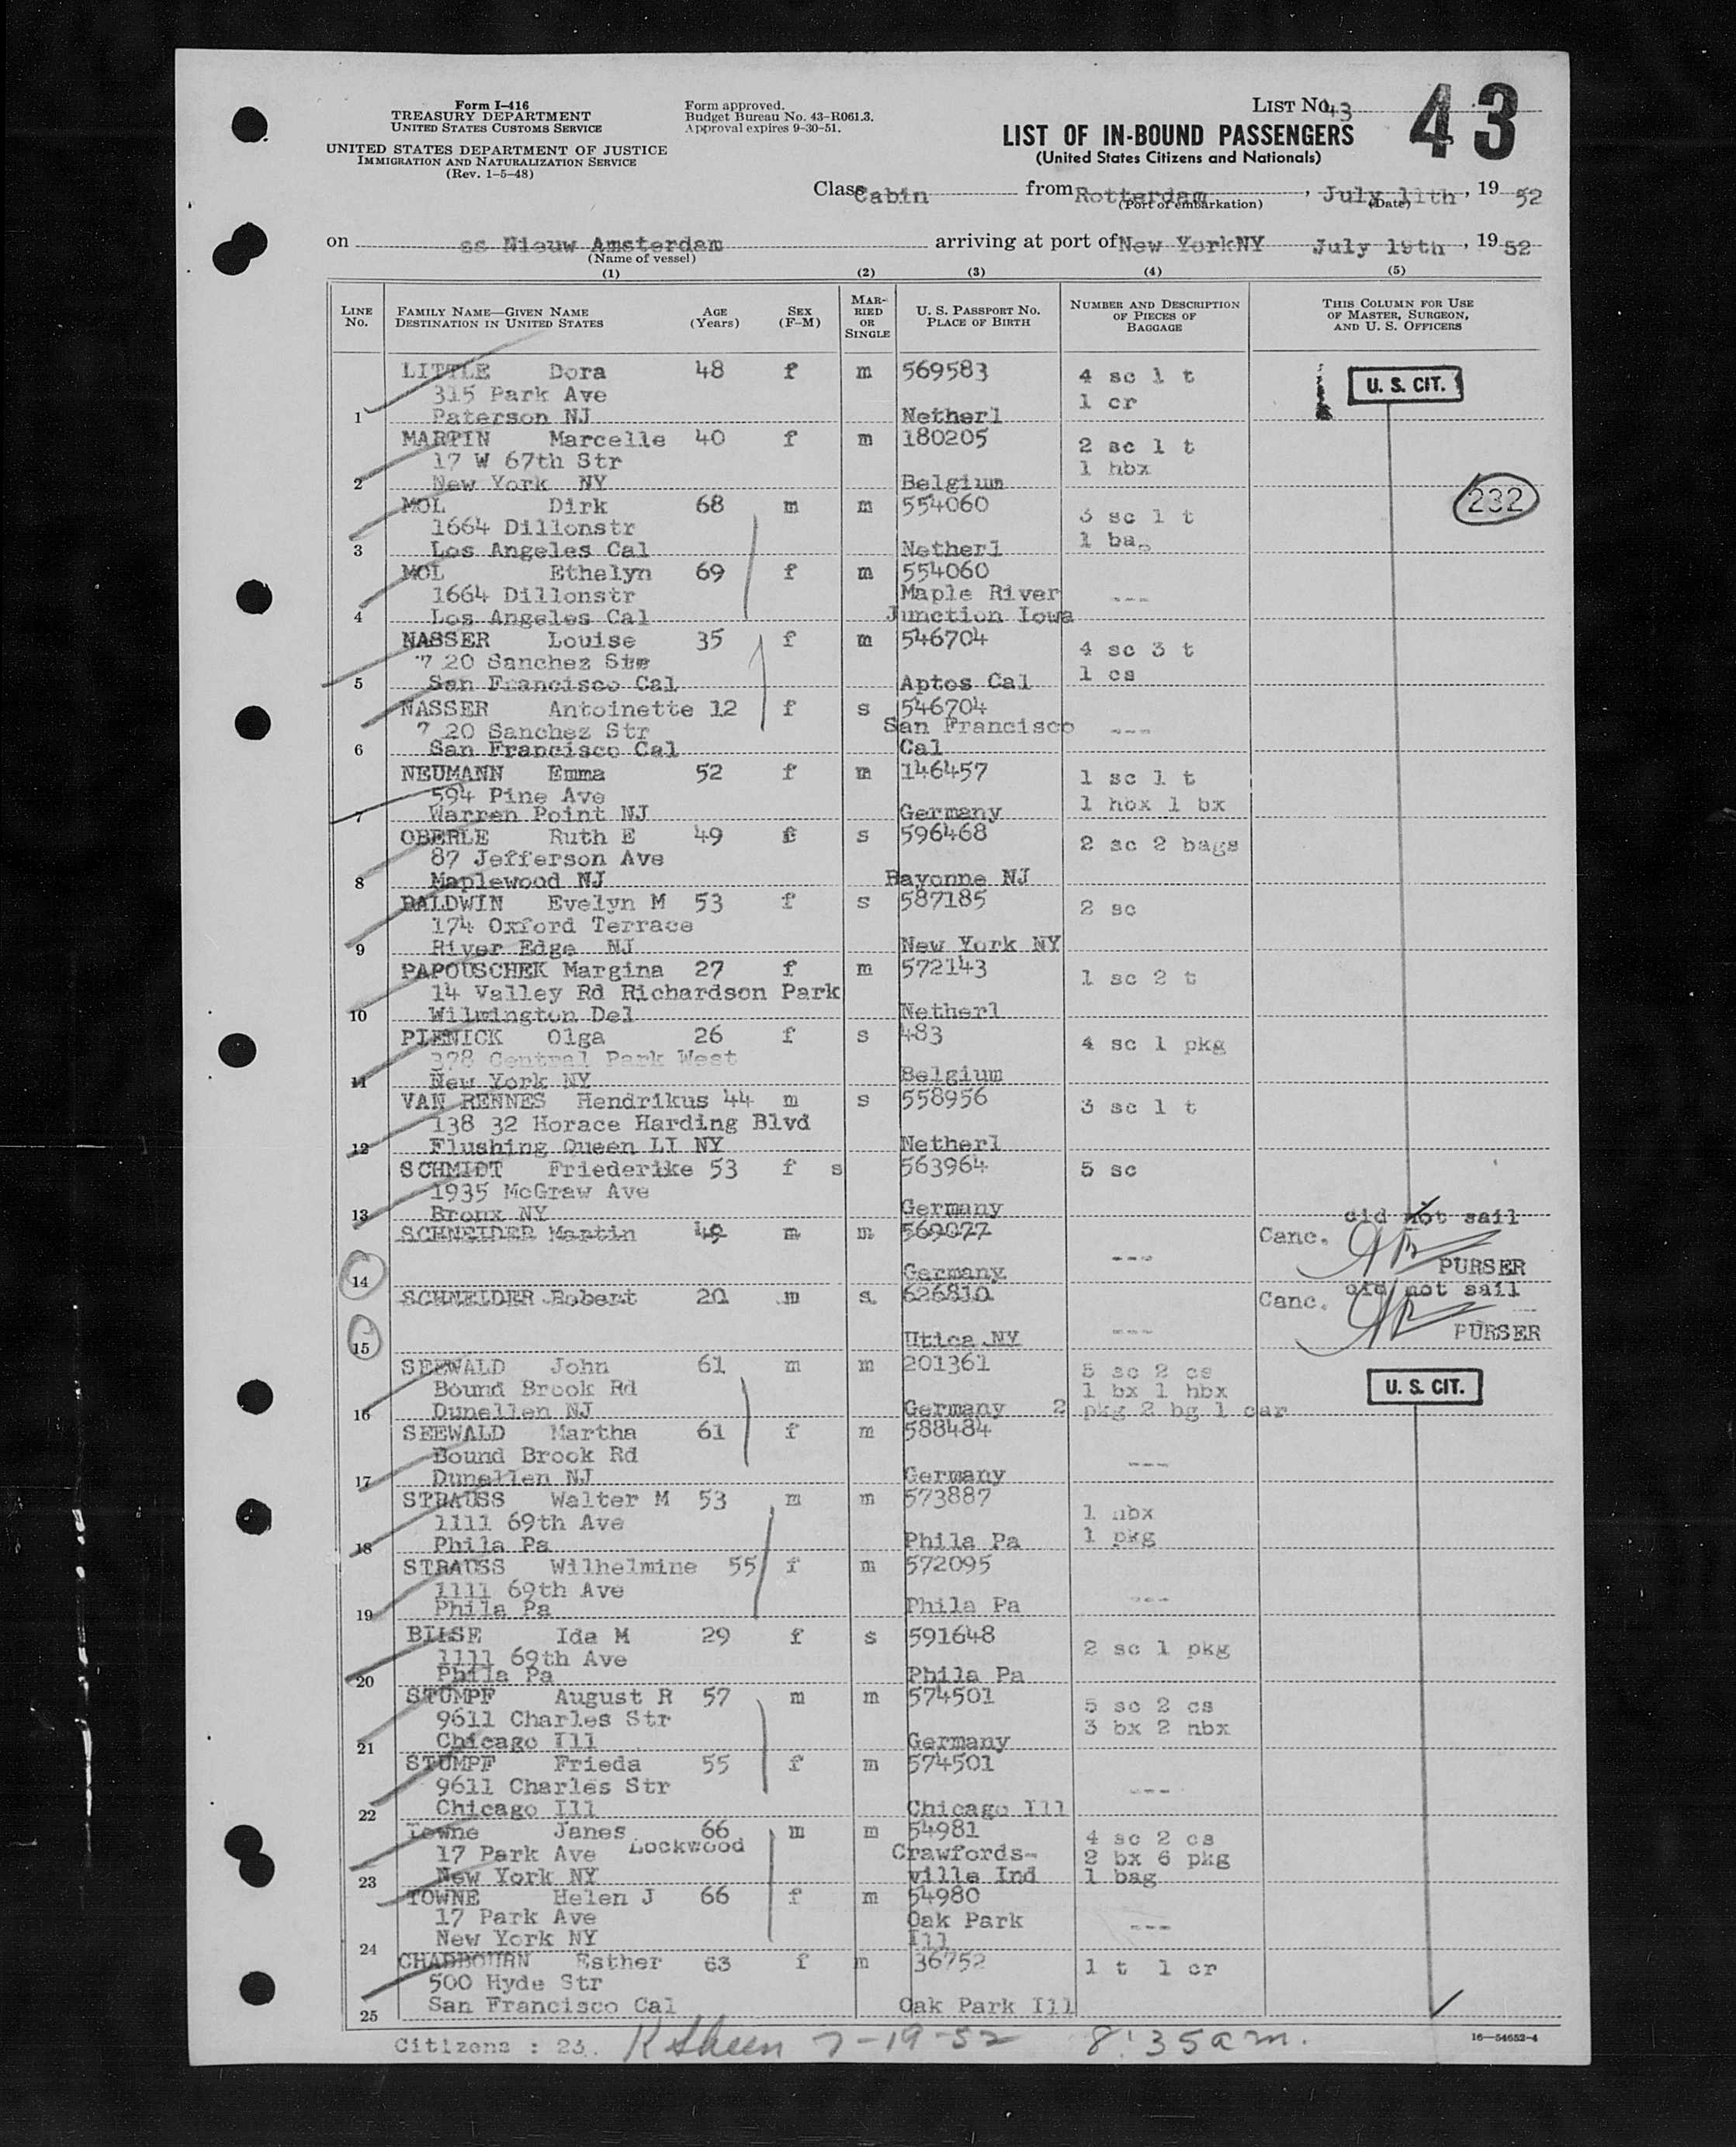 Form I-416
TREASURY DEPARTMENT
UNITED STATES CUSTOMS SERVICE
UNITED STATES DEPARTMENT OF JUSTICE
IMMIGRATION AND NATURALIZATION SERVICE
(Rev. 1-5-48)
Form approved.
Budget Bureau No. 43-R061.3.
Approval expires 9-30-51.
LIST No. 43
43
LIST OF IN-BOUND PASSENGERS
(United States Citizens and Nationals)
Class Cabin from Rotterdam, July 11th, 19 52
(Port of embarkation) (Date)
on ss Nieuw Amsterdam arriving at port of New YorkNY July 19th, 19 52
(Name of vessel)
(1) (2) (3) (4) (5)
LINE No. FAMILY NAME—GIVEN NAME DESTINATION IN UNITED STATES AGE (Years) SEX (F-M) MARRIED OR SINGLE U. S. PASSPORT No. PLACE OF BIRTH NUMBER AND DESCRIPTION OF PIECES OF BAGGAGE THIS COLUMN FOR USE OF MASTER, SURGEON, AND U. S. OFFICERS
LITTLE Dora 48 f m 569583 4 sc 1 t U. S. CIT.
315 Park Ave 1 cr
1 Paterson NJ Netherl
MARTIN Marcelle 40 f m 180205 2 sc 1 t
17 W 67th Str 1 hbx
2 New York NY Belgium
MOL Dirk 68 m m 554060 3 sc 1 t 232
1664 Dillonstr 1 ba
3 Los Angeles Cal Netherl
MOL Ethelyn 69 f m 554060
1664 Dillonstr Maple River ---
4 Los Angeles Cal Junction Iowa
NASSER Louise 35 f m 546704 4 sc 3 t
7 20 Sanchez Str 1 cs
5 San Francisco Cal Aptos Cal
NASSER Antoinette 12 f s 546704
7 20 Sanchez Str San Francisco ---
6 San Francisco Cal Cal
NEUMANN Emma 52 f m 146457 1 sc 1 t
594 Pine Ave 1 hbx 1 bx
7 Warren Point NJ Germany
OBERLE Ruth E 49 f s 596468 2 sc 2 bags
87 Jefferson Ave
8 Maplewood NJ Bayonne NJ
BALDWIN Evelyn M 53 f s 587185 2 sc
174 Oxford Terrace
9 River Edge NJ New York NY
PAPOUSCHEK Margina 27 f m 572143 1 sc 2 t
14 Valley Rd Richardson Park
10 Wilmington Del Netherl
PIENICK Olga 26 f s 483 4 sc 1 pkg
378 Central Park West
11 New York NY Belgium
VAN RENNES Hendrikus 44 m s 558956 3 sc 1 t
138 32 Horace Harding Blvd
12 Flushing Queen LI NY Netherl
SCHMIDT Friederike 53 f s 563964 5 sc
1935 McGraw Ave
13 Bronx NY Germany
did not sail
SCHNEIDER Martin 49 m m 569077 --- Canc.
14 Germany PURSER
did not sail
SCHNEIDER Robert 20 m s 626810 --- Canc.
15 Utica NY PURSER
SEEWALD John 61 m m 201361 5 sc 2 cs U. S. CIT.
Bound Brook Rd 1 bx 1 hbx
16 Dunellen NJ Germany 2 pkg 2 bg 1 car
SEEWALD Martha 61 f m 588484
Bound Brook Rd ---
17 Dunellen NJ Germany
STRAUSS Walter M 53 m m 573887 1 hbx
1111 69th Ave 1 pkg
18 Phila Pa Phila Pa
STRAUSS Wilhelmine 55 f m 572095
1111 69th Ave ---
19 Phila Pa Phila Pa
BILSE Ida M 29 f s 591648 2 sc 1 pkg
1111 69th Ave
20 Phila Pa Phila Pa
STUMPF August R 57 m m 574501 5 sc 2 cs
9611 Charles Str 3 bx 2 hbx
21 Chicago Ill Germany
STUMPF Frieda 55 f m 574501
9611 Charles Str ---
22 Chicago Ill Chicago Ill
Towne Janes 66 m m 54981 4 sc 2 cs
17 Park Ave Lockwood Crawfords- 2 bx 6 pkg
23 New York NY ville Ind 1 bag
TOWNE Helen J 66 f m 54980
17 Park Ave Oak Park ---
24 New York NY Ill
CHADBOURN Esther 63 f m 36752 1 t 1 cr
500 Hyde Str
25 San Francisco Cal Oak Park Ill
Citizens : 23. 7-19-52 8:35 a m.
16—54652-4